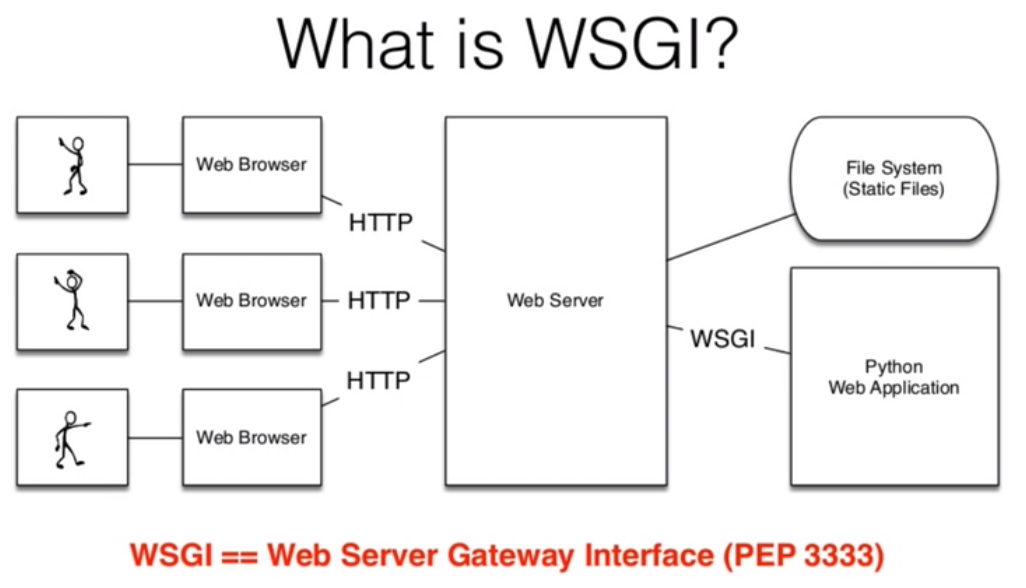 What is WSGI?
Web Browser
HTTP
Web Browser
HTTP
Web Browser
HTTP
Web Server
WSGI
File System
(Static Files)
Python
Web Application
WSGI == Web Server Gateway Interface (PEP 3333)